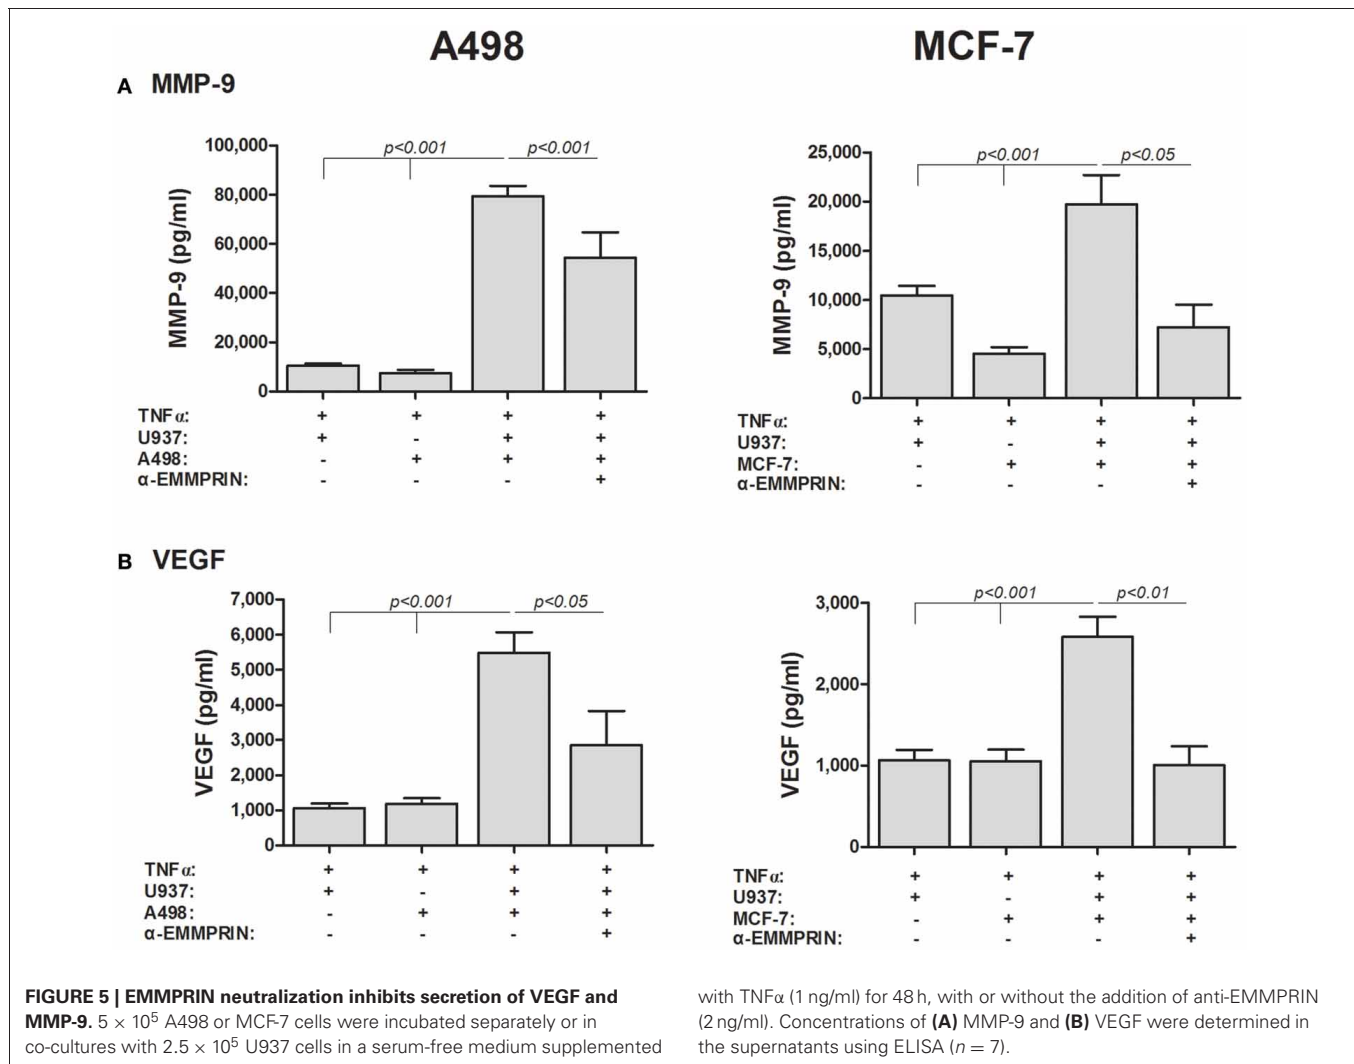 A498
MCF-7
A MMP-9
100,000
80,000
60,000
40,000
20,000
0
MMP-9 (pg/ml)
p<0.001
p<0.001
TNFα: + + + +
U937: + - + +
A498: - + + +
α-EMMPRIN: - - - +
25,000
20,000
15,000
10,000
5,000
0
MMP-9 (pg/ml)
p<0.001
p<0.05
TNFα: + + + +
U937: + - + +
MCF-7: - + + +
α-EMMPRIN: - - - +
B VEGF
7,000
6,000
5,000
4,000
3,000
2,000
1,000
0
VEGF (pg/ml)
p<0.001
p<0.05
TNFα: + + + +
U937: + - + +
A498: - + + +
α-EMMPRIN: - - - +
3,000
2,000
1,000
0
VEGF (pg/ml)
p<0.001
p<0.01
TNFα: + + + +
U937: + - + +
MCF-7: - + + +
α-EMMPRIN: - - - +
FIGURE 5 | EMMPRIN neutralization inhibits secretion of VEGF and
MMP-9. 5 × 10⁵ A498 or MCF-7 cells were incubated separately or in
co-cultures with 2.5 × 10⁵ U937 cells in a serum-free medium supplemented
with TNFα (1 ng/ml) for 48 h, with or without the addition of anti-EMMPRIN
(2 ng/ml). Concentrations of (A) MMP-9 and (B) VEGF were determined in
the supernatants using ELISA (n = 7).